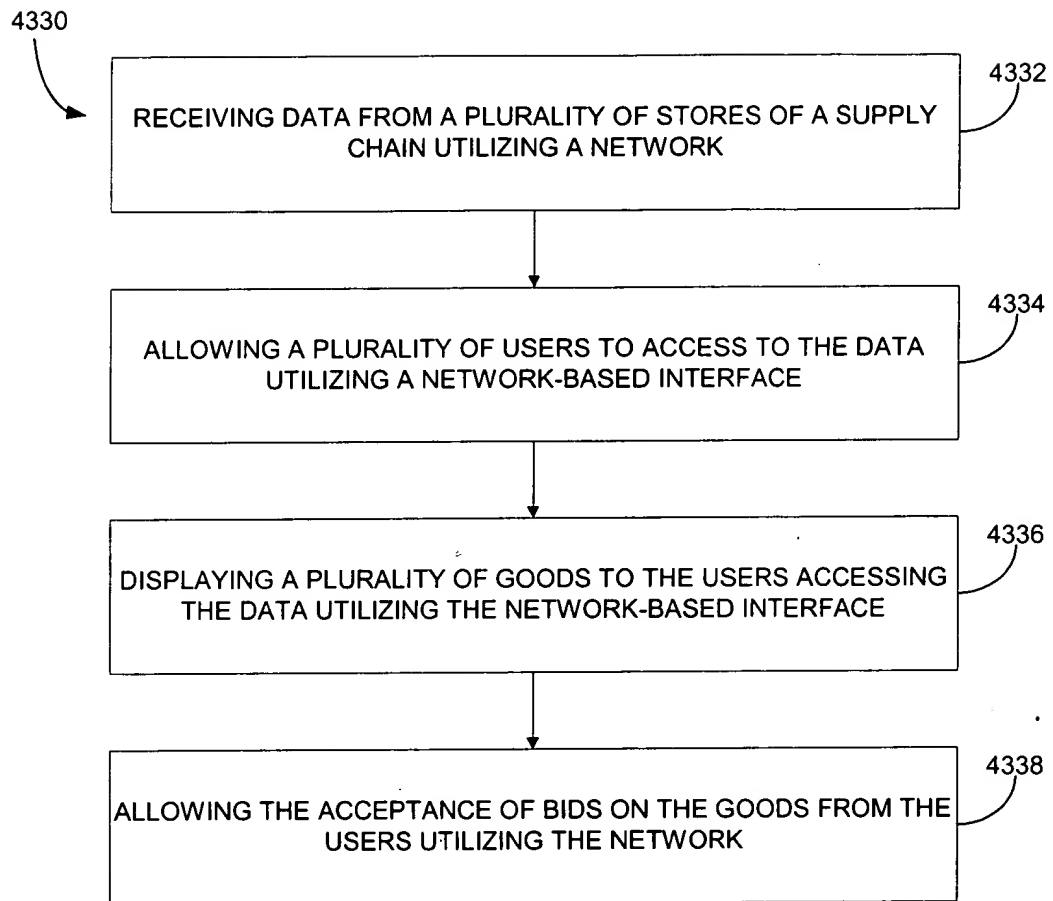 4330
4332
RECEIVING DATA FROM A PLURALITY OF STORES OF A SUPPLY
CHAIN UTILIZING A NETWORK
4334
ALLOWING A PLURALITY OF USERS TO ACCESS TO THE DATA
UTILIZING A NETWORK-BASED INTERFACE
4336
DISPLAYING A PLURALITY OF GOODS TO THE USERS ACCESSING
THE DATA UTILIZING THE NETWORK-BASED INTERFACE
4338
ALLOWING THE ACCEPTANCE OF BIDS ON THE GOODS FROM THE
USERS UTILIZING THE NETWORK